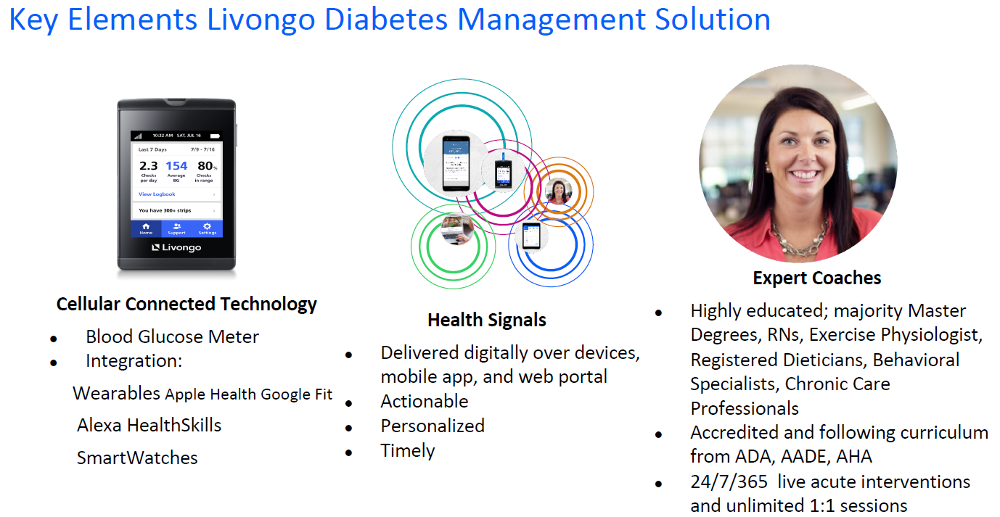 Key Elements Livongo Diabetes Management Solution
10:22 AM SAT, JUL 16
Last 7 Days 7/9 - 7/16
2.3 154 80%
Checks per day
Average BG
Checks in range
View Logbook
You have 300+ strips
Home Support Settings
Livongo
Cellular Connected Technology
Blood Glucose Meter
Integration:
Wearables Apple Health Google Fit
Alexa HealthSkills
SmartWatches
Health Signals
Delivered digitally over devices,
mobile app, and web portal
Actionable
Personalized
Timely
Expert Coaches
Highly educated; majority Master
Degrees, RNs, Exercise Physiologist,
Registered Dieticians, Behavioral
Specialists, Chronic Care
Professionals
Accredited and following curriculum
from ADA, AADE, AHA
24/7/365 live acute interventions
and unlimited 1:1 sessions